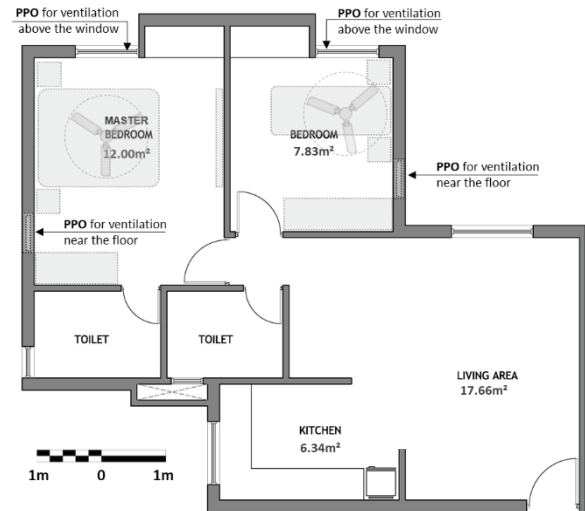 PPO for ventilation
above the window
PPO for ventilation
above the window
MASTER
BEDROOM
12.00m²
BEDROOM
7.83m²
PPO for ventilation
near the floor
PPO for ventilation
near the floor
TOILET
TOILET
LIVING AREA
17.66m²
KITCHEN
6.34m²
1m 0 1m